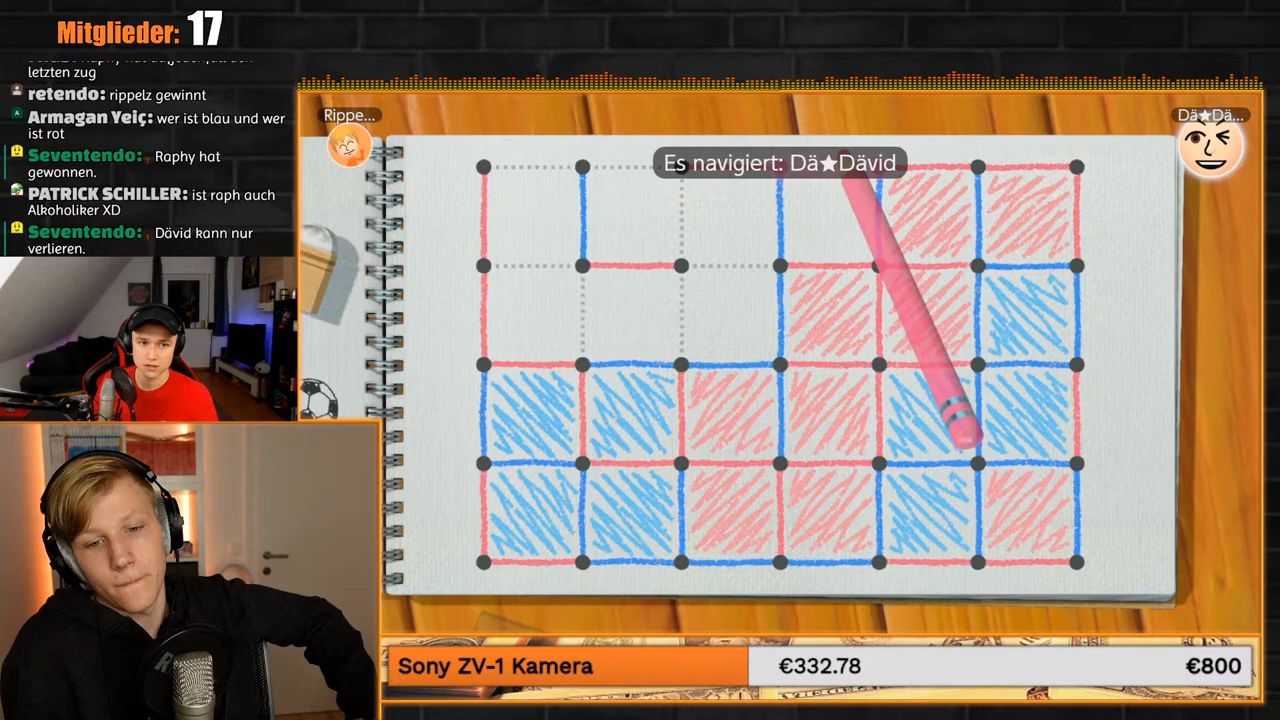 Mitglieder: 17
letzten zug
retendo: rippelz gewinnt
Armagan Yeiç: wer ist blau und wer
ist rot
Seventendo: Raphy hat
gewonnen.
PATRICK SCHILLER: ist raph auch
Alkoholiker XD
Seventendo: Dävid kann nur
verlieren.
Rippe...
Dä★Dä...
Es navigiert: Dä★Dävid
Sony ZV-1 Kamera
€332.78
€800